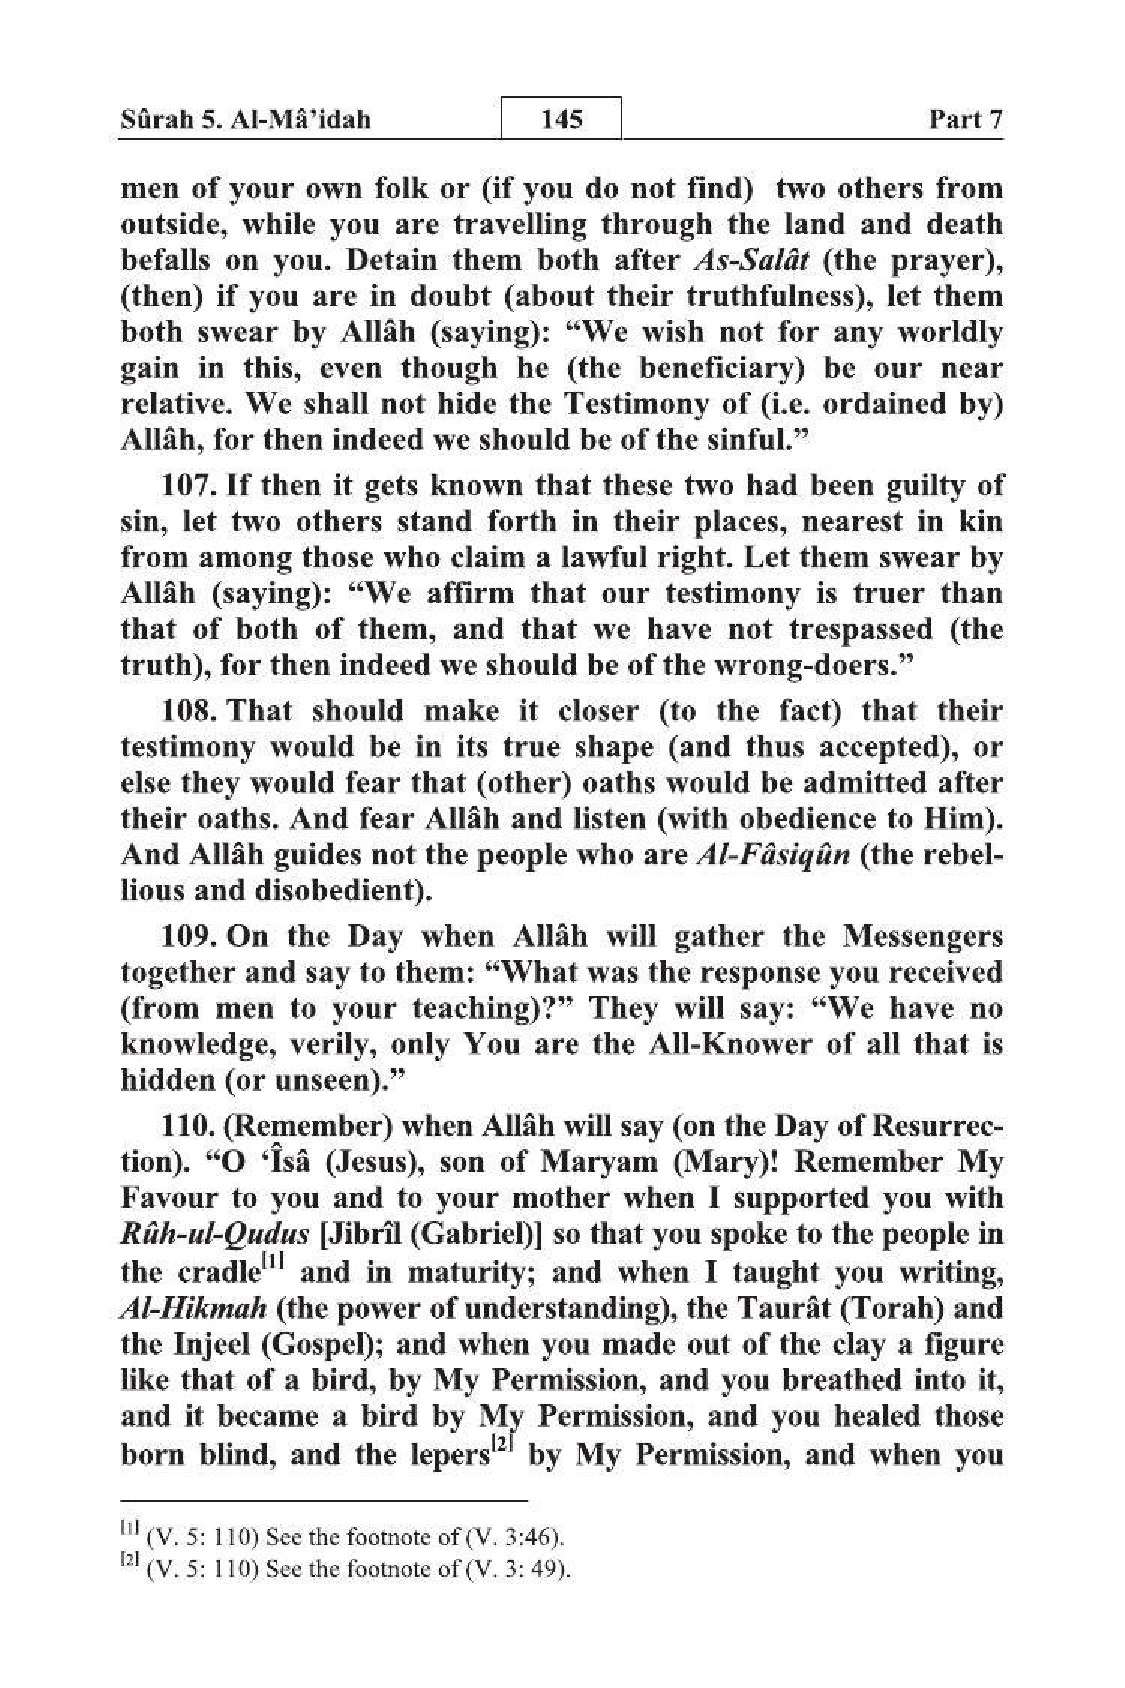 Sûrah 5. Al-Mâ’idah 145 Part 7
men of your own folk or (if you do not find) two others from
outside, while you are travelling through the land and death
befalls on you. Detain them both after As-Salât (the prayer),
(then) if you are in doubt (about their truthfulness), let them
both swear by Allâh (saying): “We wish not for any worldly
gain in this, even though he (the beneficiary) be our near
relative. We shall not hide the Testimony of (i.e. ordained by)
Allâh, for then indeed we should be of the sinful.”
107. If then it gets known that these two had been guilty of
sin, let two others stand forth in their places, nearest in kin
from among those who claim a lawful right. Let them swear by
Allâh (saying): “We affirm that our testimony is truer than
that of both of them, and that we have not trespassed (the
truth), for then indeed we should be of the wrong-doers.”
108. That should make it closer (to the fact) that their
testimony would be in its true shape (and thus accepted), or
else they would fear that (other) oaths would be admitted after
their oaths. And fear Allâh and listen (with obedience to Him).
And Allâh guides not the people who are Al-Fâsiqûn (the rebel-
lious and disobedient).
109. On the Day when Allâh will gather the Messengers
together and say to them: “What was the response you received
(from men to your teaching)?” They will say: “We have no
knowledge, verily, only You are the All-Knower of all that is
hidden (or unseen).”
110. (Remember) when Allâh will say (on the Day of Resurrec-
tion). “O ‘Îsâ (Jesus), son of Maryam (Mary)! Remember My
Favour to you and to your mother when I supported you with
Rûh-ul-Qudus [Jibrîl (Gabriel)] so that you spoke to the people in
the cradle[1] and in maturity; and when I taught you writing,
Al-Hikmah (the power of understanding), the Taurât (Torah) and
the Injeel (Gospel); and when you made out of the clay a figure
like that of a bird, by My Permission, and you breathed into it,
and it became a bird by My Permission, and you healed those
born blind, and the lepers[2] by My Permission, and when you
[1] (V. 5: 110) See the footnote of (V. 3:46).
[2] (V. 5: 110) See the footnote of (V. 3: 49).